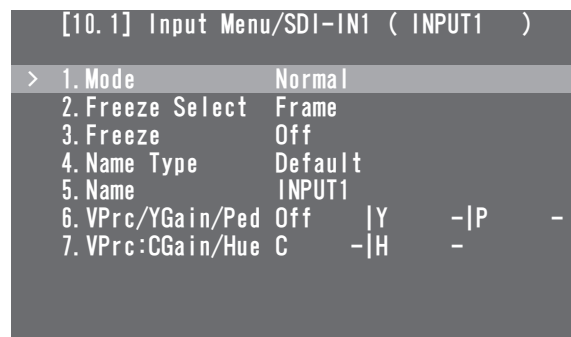 [10.1] Input Menu/SDI-IN1 ( INPUT1 )
> 1.Mode Normal
2.Freeze Select Frame
3.Freeze Off
4.Name Type Default
5.Name INPUT1
6.VPrc/YGain/Ped Off |Y -|P -
7.VPrc:CGain/Hue C -|H -